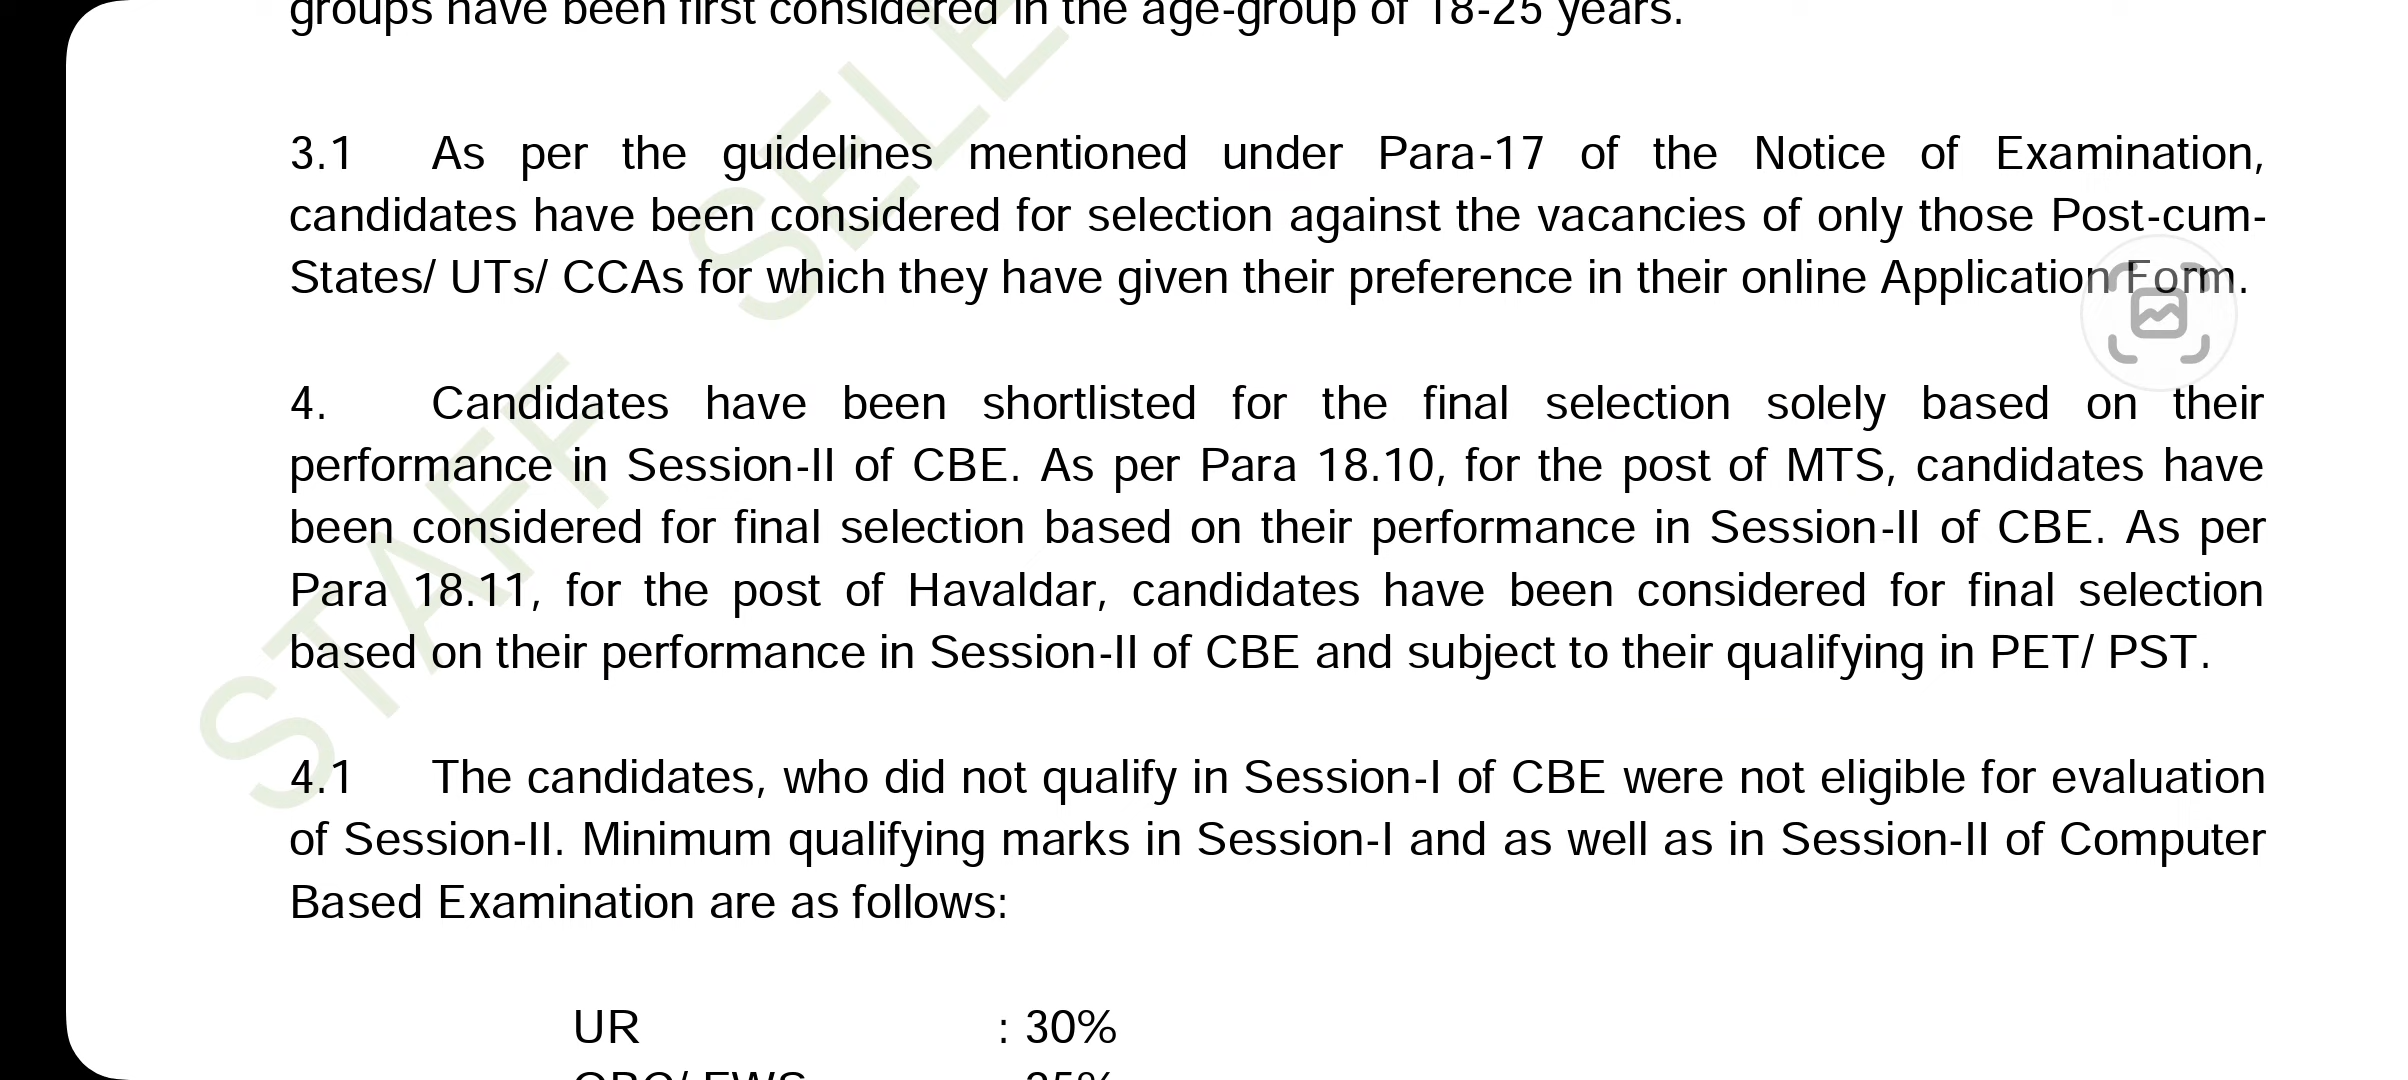 groups have been first considered in the age-group of 18-25 years.
3.1 As per the guidelines mentioned under Para-17 of the Notice of Examination,
candidates have been considered for selection against the vacancies of only those Post-cum-
States/ UTs/ CCAs for which they have given their preference in their online Application Form.
4. Candidates have been shortlisted for the final selection solely based on their
performance in Session-II of CBE. As per Para 18.10, for the post of MTS, candidates have
been considered for final selection based on their performance in Session-II of CBE. As per
Para 18.11, for the post of Havaldar, candidates have been considered for final selection
based on their performance in Session-II of CBE and subject to their qualifying in PET/ PST.
4.1 The candidates, who did not qualify in Session-I of CBE were not eligible for evaluation
of Session-II. Minimum qualifying marks in Session-I and as well as in Session-II of Computer
Based Examination are as follows:
UR : 30%
OBC/ EWS : 25%
STAFF SELE